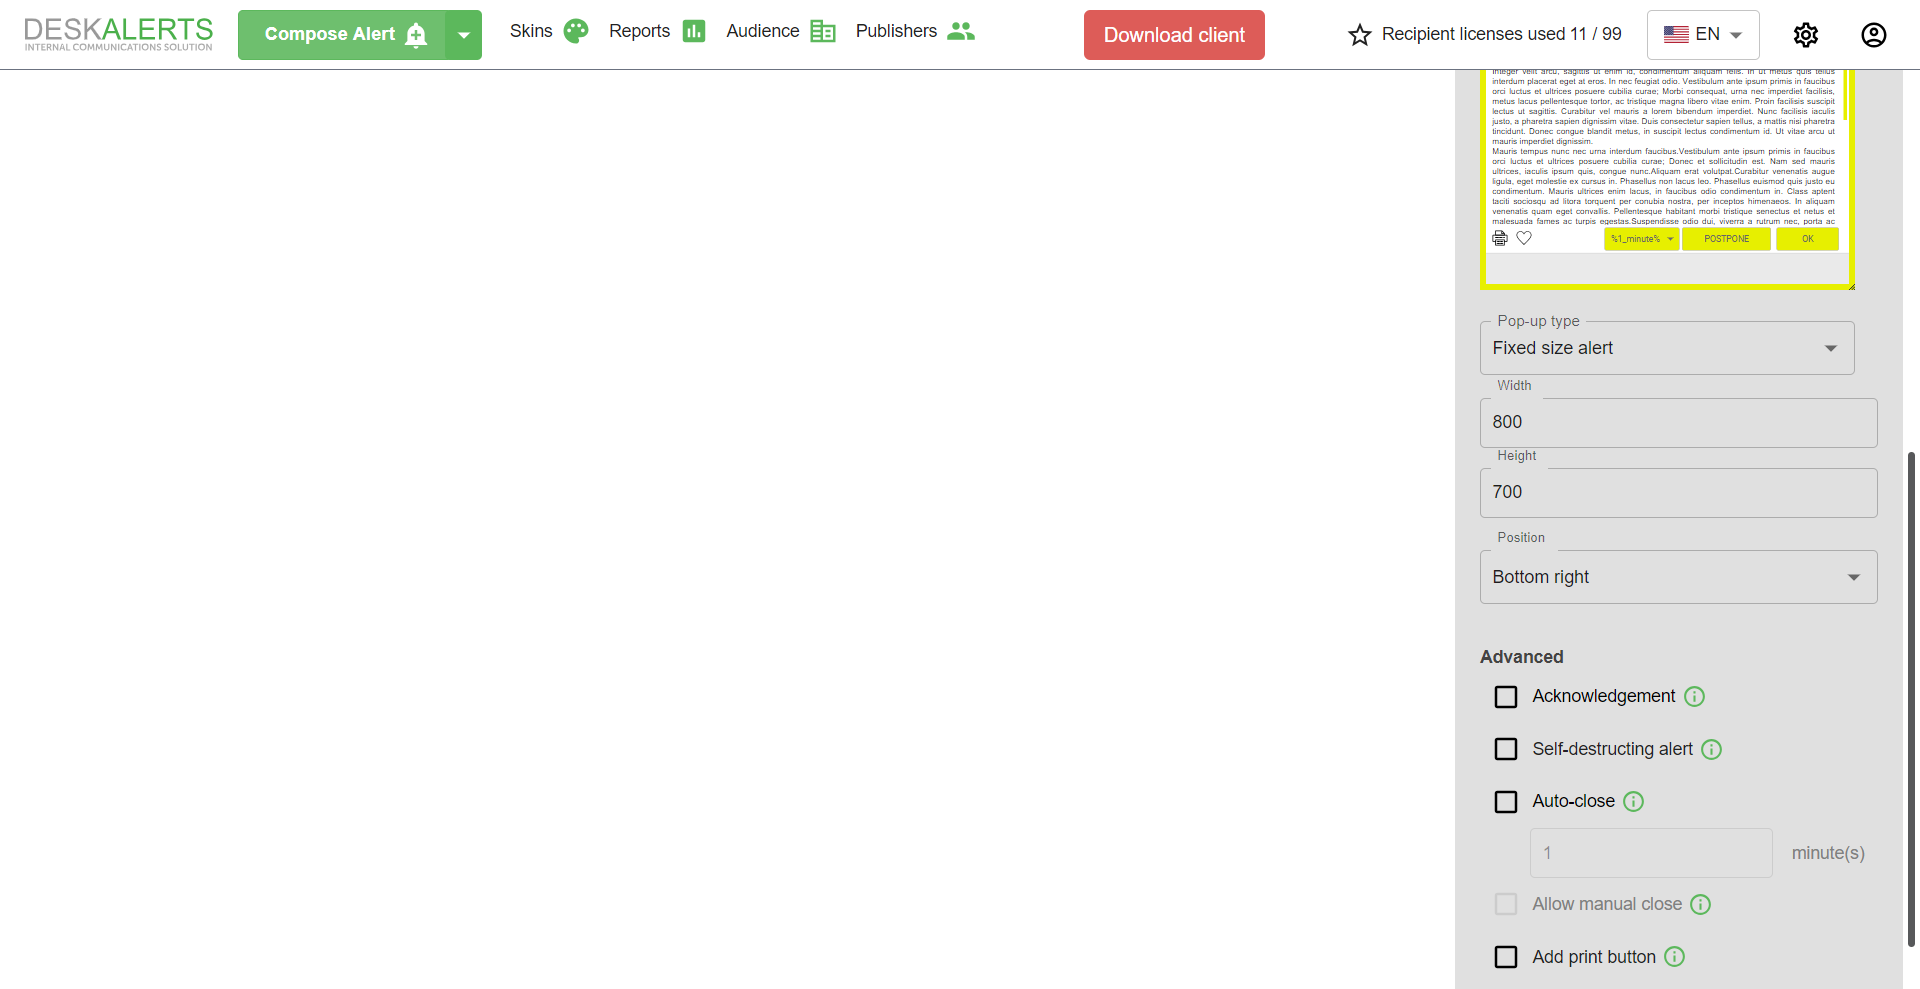 DESKALERTS
INTERNAL COMMUNICATIONS SOLUTION
Compose Alert
Skins
Reports
Audience
Publishers
Download client
Recipient licenses used 11 / 99
EN
Integer velit arcu, sagittis ut enim id, condimentum aliquam felis. In ut metus quis tellus
interdum placerat eget at eros. In nec feugiat odio. Vestibulum ante ipsum primis in faucibus
orci luctus et ultrices posuere cubilia curae; Morbi consequat, urna nec imperdiet facilisis,
metus lacus pellentesque tortor, ac tristique magna libero vitae enim. Proin facilisis suscipit
lectus ut sagittis. Curabitur vel mauris a lorem bibendum imperdiet. Nunc facilisis iaculis
justo, a pharetra sapien dignissim vitae. Duis consectetur sapien tellus, a mattis nisi pharetra
tincidunt. Donec congue blandit metus, in suscipit lectus condimentum id. Ut vitae arcu ut
mauris imperdiet dignissim.
Mauris tempus nunc nec urna interdum faucibus.Vestibulum ante ipsum primis in faucibus
orci luctus et ultrices posuere cubilia curae; Donec et sollicitudin est. Nam sed mauris
ultrices, iaculis ipsum quis, congue nunc.Aliquam erat volutpat.Curabitur venenatis augue
ligula, eget molestie ex cursus in. Phasellus non lacus leo. Phasellus euismod quis justo eu
condimentum. Mauris ultrices enim lacus, in faucibus odio condimentum in. Class aptent
taciti sociosqu ad litora torquent per conubia nostra, per inceptos himenaeos. In aliquam
venenatis quam eget convallis. Pellentesque habitant morbi tristique senectus et netus et
malesuada fames ac turpis egestas.Suspendisse odio dui, viverra a rutrum nec, porta ac
%1_minute%
POSTPONE
OK
Pop-up type
Fixed size alert
Width
800
Height
700
Position
Bottom right
Advanced
Acknowledgement
Self-destructing alert
Auto-close
1
minute(s)
Allow manual close
Add print button